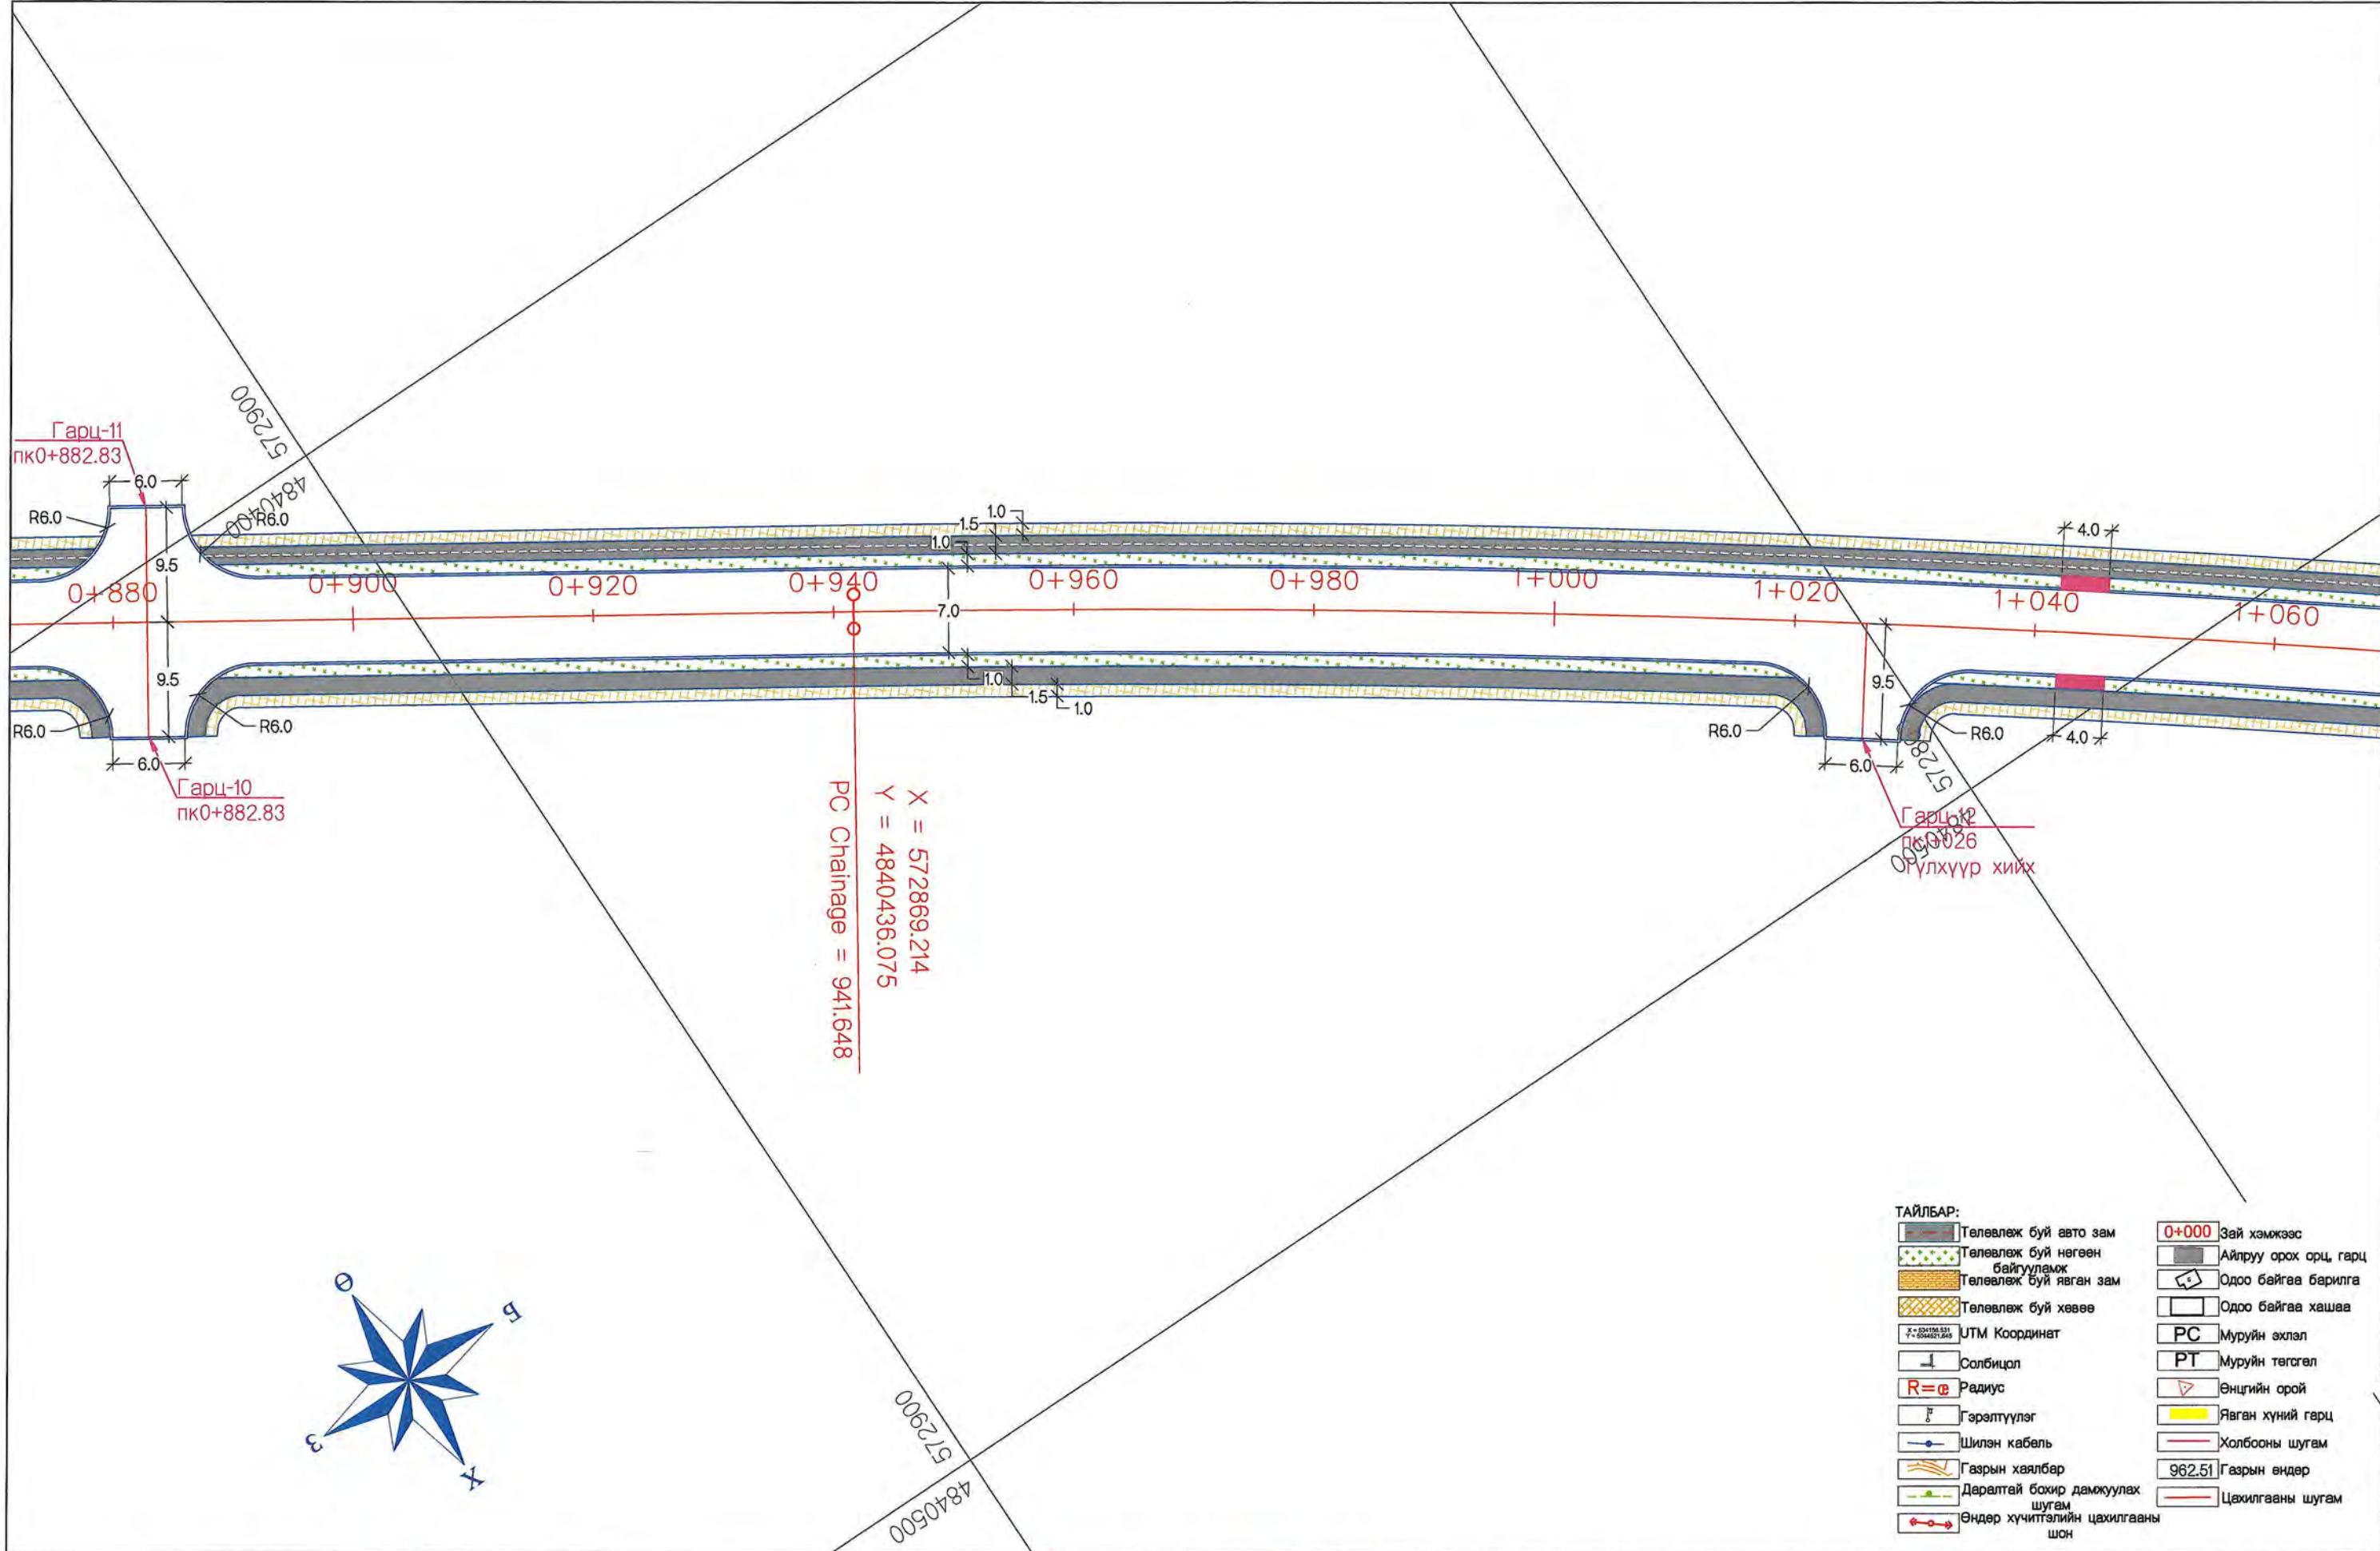 572900
4840400
Гарц-11
пк0+882.83
6.0
R6.0
R6.0
9.5
1.0
1.5
1.0
4.0
0+880
0+900
0+920
0+940
0+960
0+980
1+000
1+020
1+040
1+060
7.0
9.5
9.5
1.0
1.5
1.0
R6.0
R6.0
R6.0
R6.0
6.0
6.0
4.0
Гарц-10
пк0+882.83
X = 572869.214
Y = 4840436.075
PC Chainage = 941.648
Гарц-12
4840500
хийх
572900
4840500
Ө
Б
З
Х
ТАЙЛБАР:
Төлөвлөж буй авто зам
Төлөвлөж буй ногоон
байгууламж
Төлөвлөж буй явган зам
Төлөвлөж буй хөвөө
UTM Координат
Солбицол
Радиус
Гэрэлтүүлэг
Шилэн кабель
Газрын хаялбар
Даралтай бохир дамжуулах
шугам
Өндөр хүчитгэлийн цахилгааны
шон
0+000 Зай хэмжээс
Айлруу орох орц, гарц
Одоо байгаа барилга
Одоо байгаа хашаа
PC Муруйн эхлэл
PT Муруйн төгсгөл
Өнцгийн орой
Явган хүний гарц
Холбооны шугам
962.51 Газрын өндөр
Цахилгааны шугам